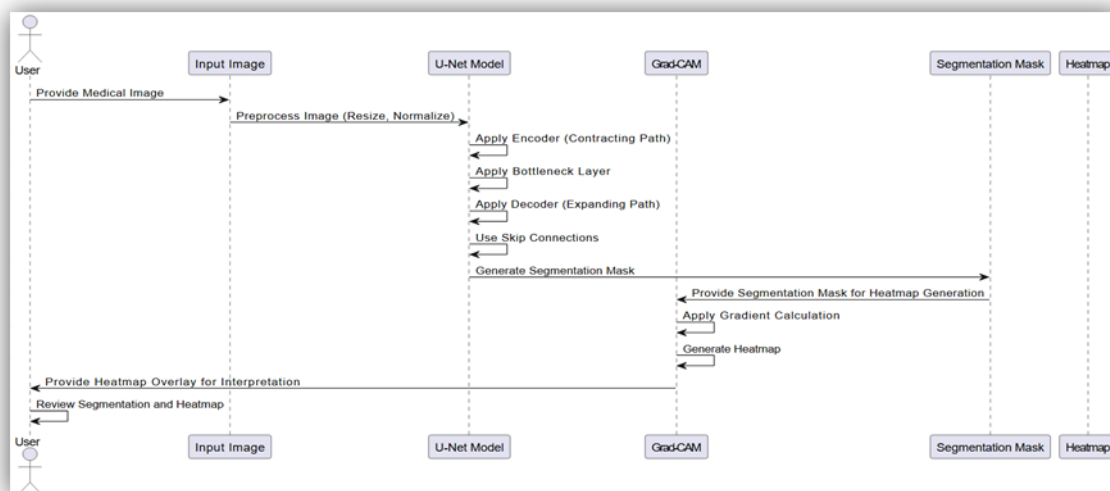 User
Input Image
U-Net Model
Grad-CAM
Segmentation Mask
Heatmap
Provide Medical Image
Preprocess Image (Resize, Normalize)
Apply Encoder (Contracting Path)
Apply Bottleneck Layer
Apply Decoder (Expanding Path)
Use Skip Connections
Generate Segmentation Mask
Provide Segmentation Mask for Heatmap Generation
Apply Gradient Calculation
Generate Heatmap
Provide Heatmap Overlay for Interpretation
Review Segmentation and Heatmap
User
Input Image
U-Net Model
Grad-CAM
Segmentation Mask
Heatmap